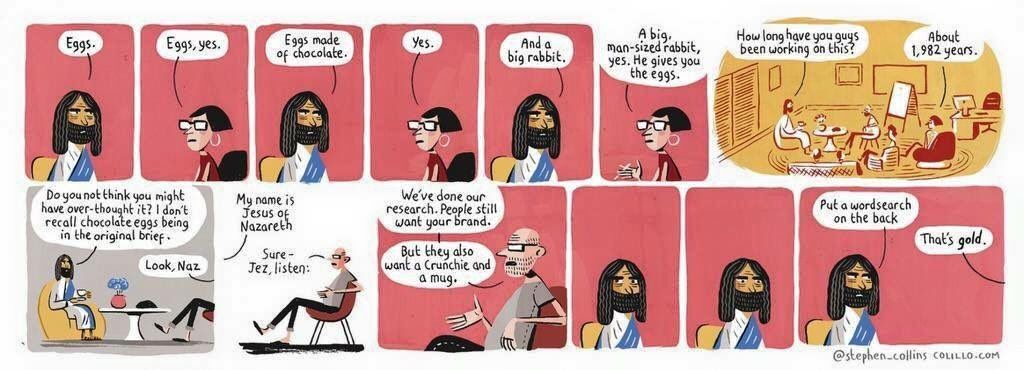 Eggs.
Eggs, yes.
Eggs made
of chocolate.
Yes.
And a
big rabbit.
A big,
man-sized rabbit,
yes. He gives you
the eggs.
How long have you guys
been working on this?
About
1,982 years.
Do you not think you might
have over-thought it? I don't
recall chocolate eggs being
in the original brief.
Look, Naz
My name is
Jesus of
Nazareth
Sure-
Jez, listen:
We've done our
research. People still
want your brand.
But they also
want a Crunchie and
a mug.
Put a wordsearch
on the back
That's gold.
@stephen_collins COLILLO.COM